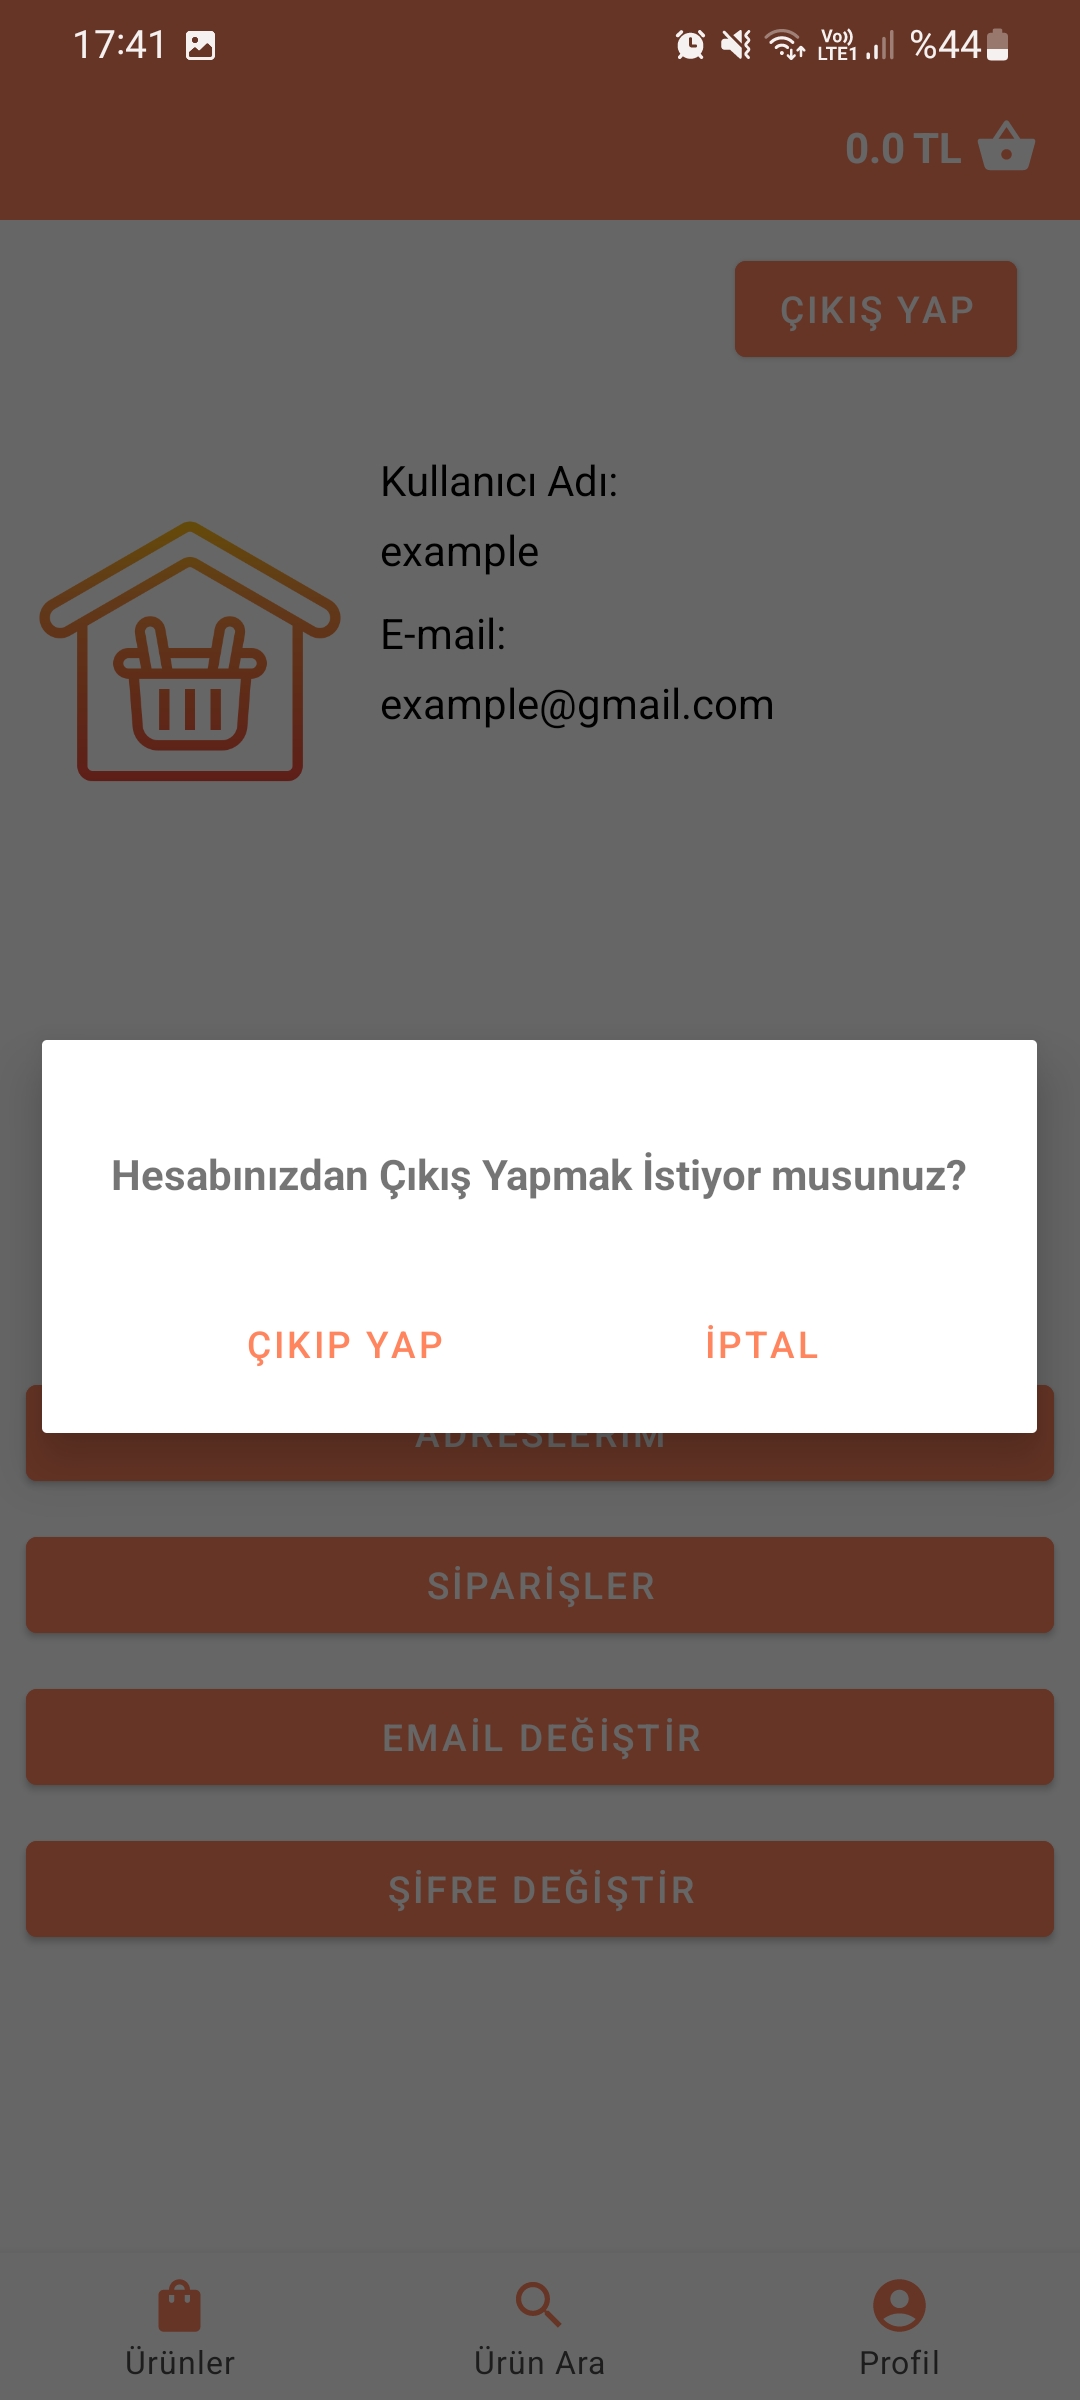 17:41
Vo))
LTE1
%44
0.0 TL
ÇIKIŞ YAP
Kullanıcı Adı:
example
E-mail:
example@gmail.com
Hesabınızdan Çıkış Yapmak İstiyor musunuz?
ÇIKIP YAP
İPTAL
ADRESLERIM
SİPARİŞLER
EMAİL DEĞİŞTİR
ŞİFRE DEĞİŞTİR
Ürünler
Ürün Ara
Profil